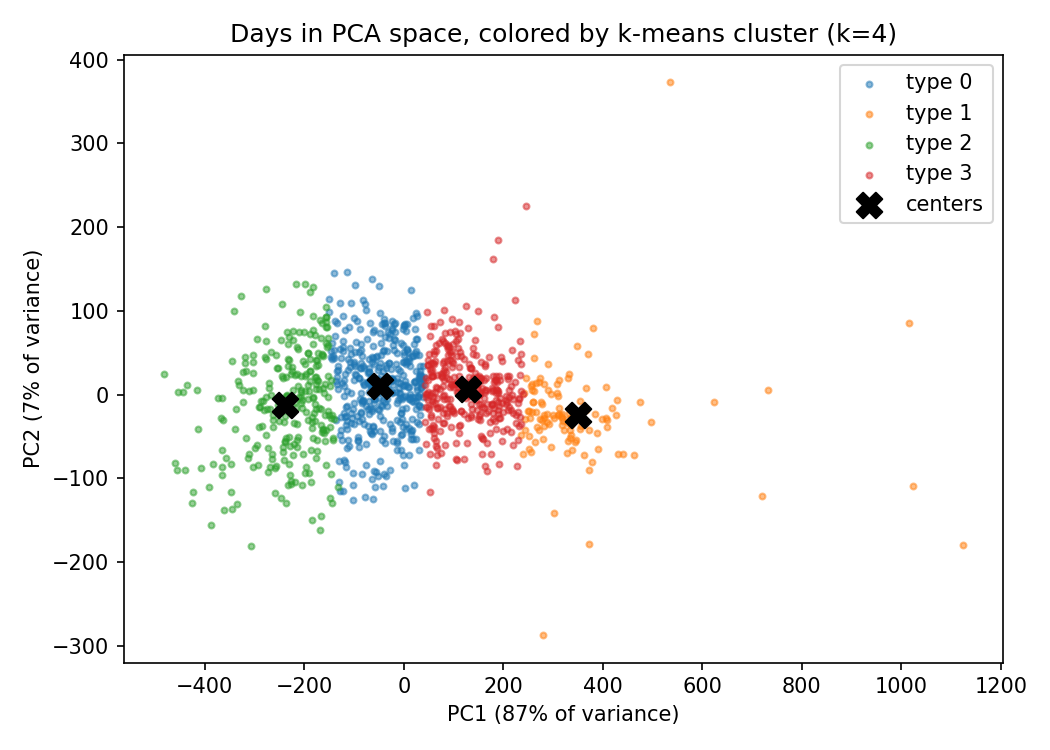 Days in PCA space, colored by k-means cluster (k=4)
type 0
type 1
type 2
type 3
centers
400
300
200
100
0
−100
−200
−300
PC2 (7% of variance)
−400 −200 0 200 400 600 800 1000 1200
PC1 (87% of variance)